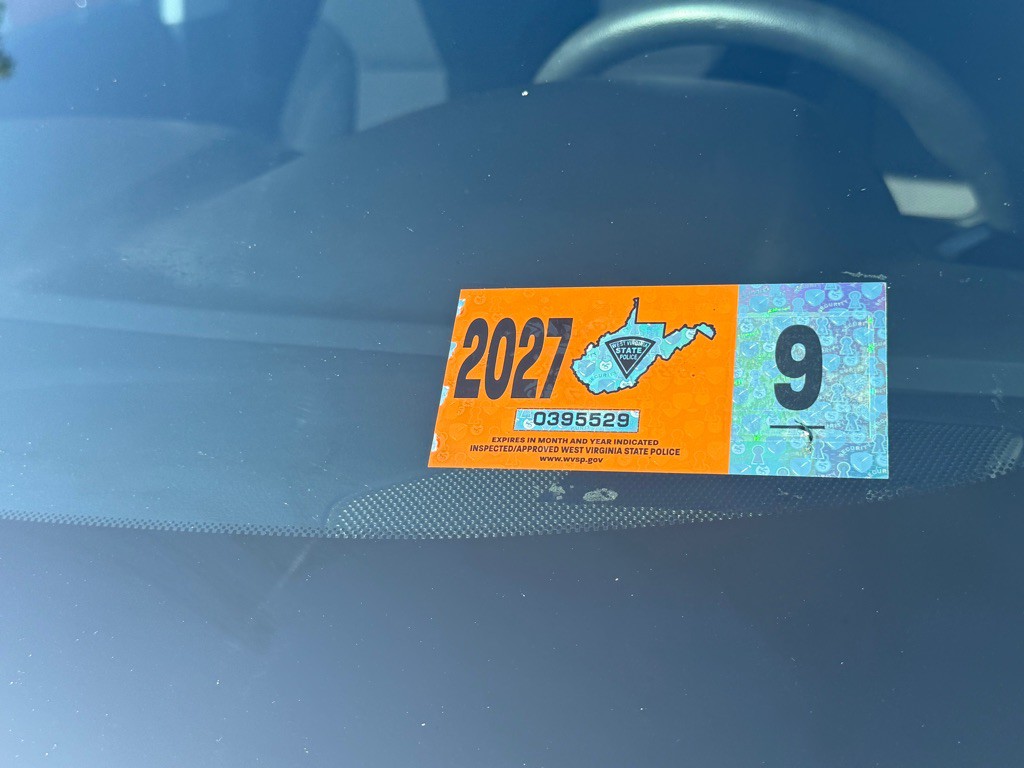 2027
WEST VIRGINIA
STATE
POLICE
9
0395529
EXPIRES IN MONTH AND YEAR INDICATED
INSPECTED/APPROVED WEST VIRGINIA STATE POLICE
www.wvsp.gov